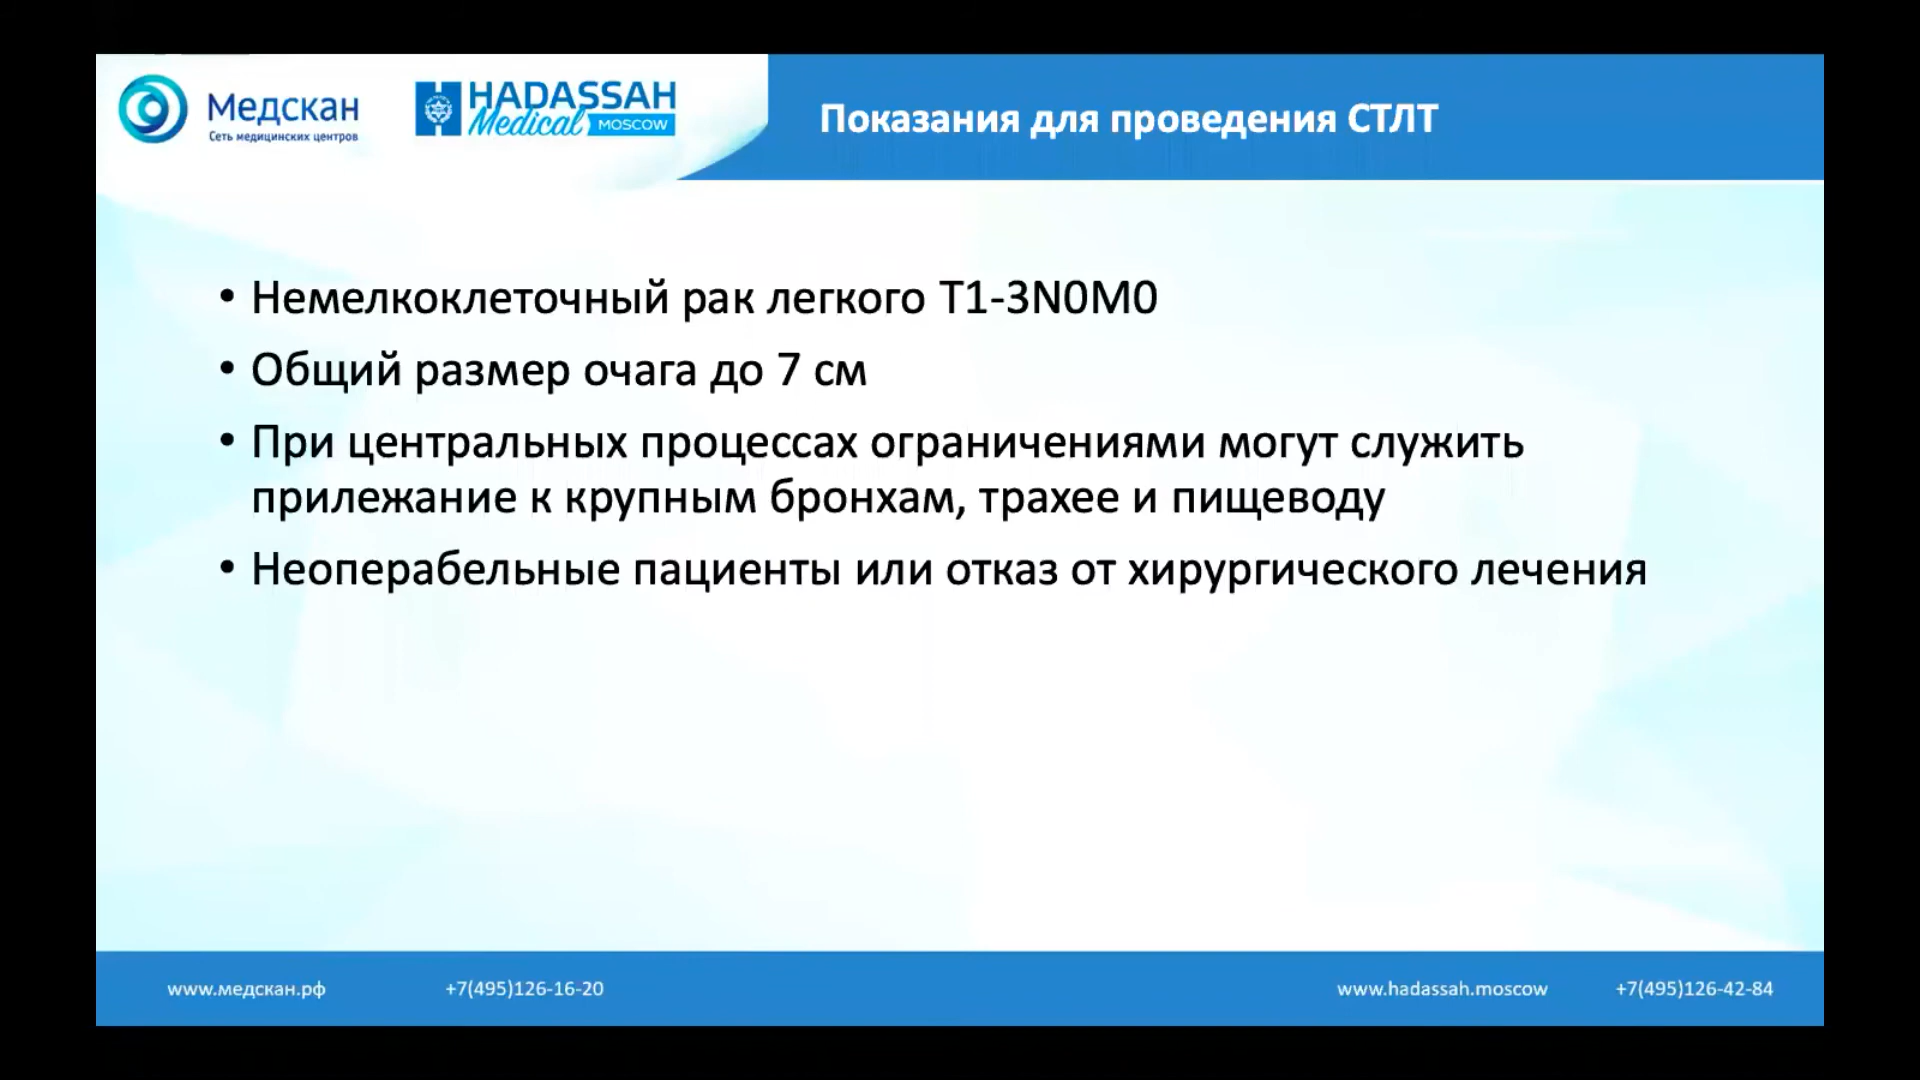 Медскан
Сеть медицинских центров
HADASSAH
Medical MOSCOW
Показания для проведения СТЛТ
• Немелкоклеточный рак легкого T1-3N0M0
• Общий размер очага до 7 см
• При центральных процессах ограничениями могут служить
прилежание к крупным бронхам, трахее и пищеводу
• Неоперабельные пациенты или отказ от хирургического лечения
www.медскан.рф +7(495)126-16-20 www.hadassah.moscow +7(495)126-42-84